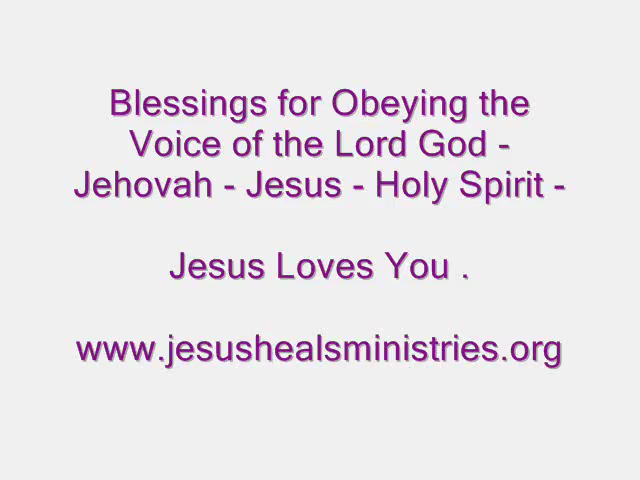 Blessings for Obeying the
Voice of the Lord God -
Jehovah - Jesus - Holy Spirit -
Jesus Loves You .
www.jesushealsministries.org